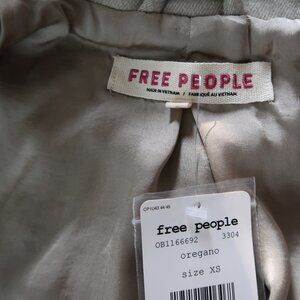 FREE PEOPLE
MADE IN VIETNAM / FABRIQUÉ AU VIETNAM
free people
OB1166692 3304
oregano
size XS